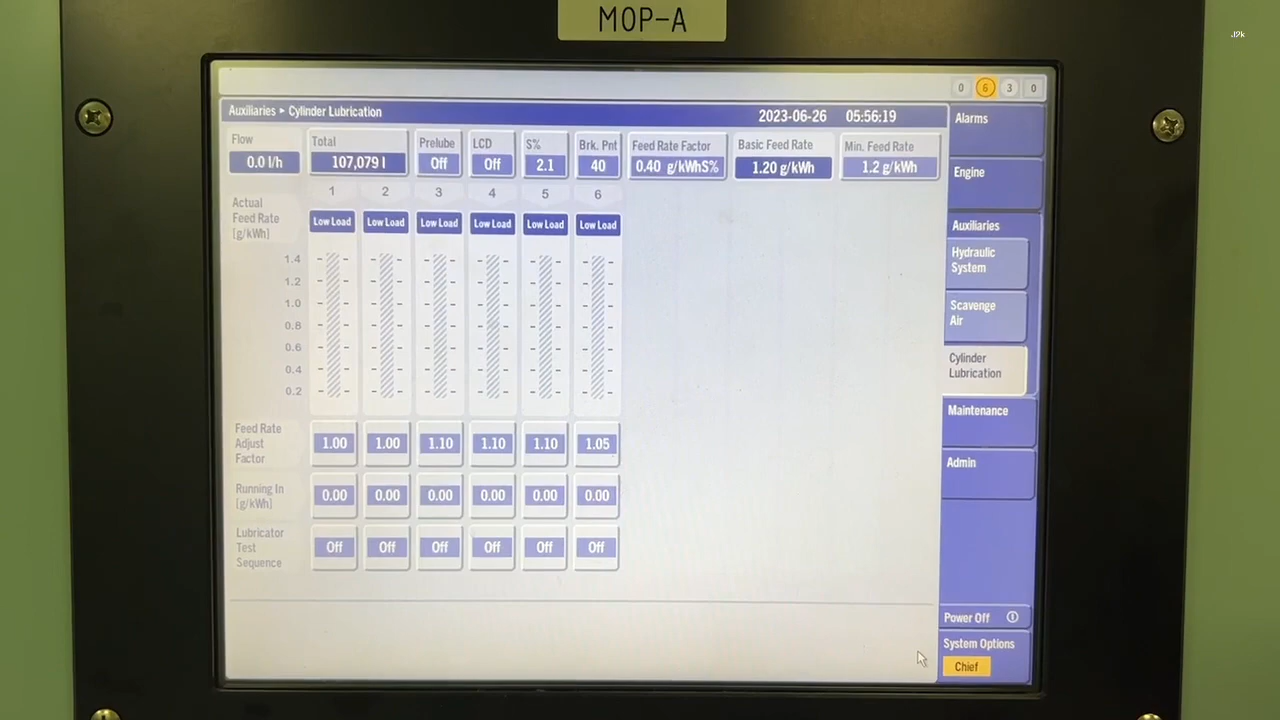 MOP-A
.i2k
0 6 3 0
Auxiliaries ▸ Cylinder Lubrication 2023-06-26 05:56:19
Flow Total Prelube LCD S% Brk. Pnt Feed Rate Factor Basic Feed Rate Min. Feed Rate
0.0 l/h 107,079 l Off Off 2.1 40 0.40 g/kWhS% 1.20 g/kWh 1.2 g/kWh
1 2 3 4 5 6
Actual
Feed Rate
[g/kWh]
Low Load Low Load Low Load Low Load Low Load Low Load
1.4
1.2
1.0
0.8
0.6
0.4
0.2
Feed Rate
Adjust
Factor
1.00 1.00 1.10 1.10 1.10 1.05
Running In
[g/kWh]
0.00 0.00 0.00 0.00 0.00 0.00
Lubricator
Test
Sequence
Off Off Off Off Off Off
Alarms
Engine
Auxiliaries
Hydraulic
System
Scavenge
Air
Cylinder
Lubrication
Maintenance
Admin
Power Off
System Options
Chief